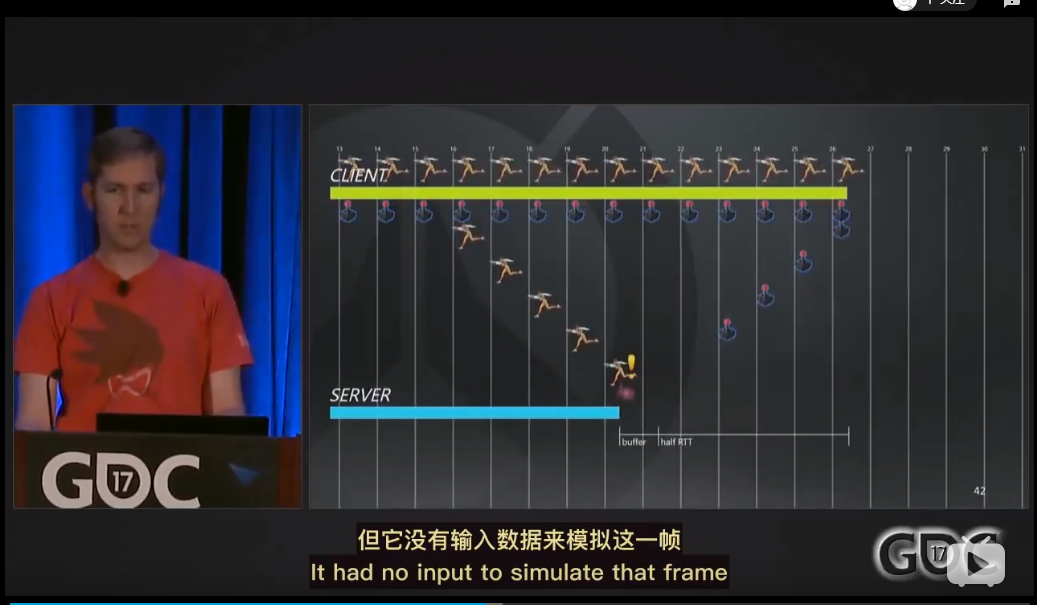 13 14 15 16 17 18 19 20 21 22 23 24 25 26 27 28 29 30 31
CLIENT
SERVER
buffer
half RTT
42
GDC
17
GDC
17
但它没有输入数据来模拟这一帧
It had no input to simulate that frame